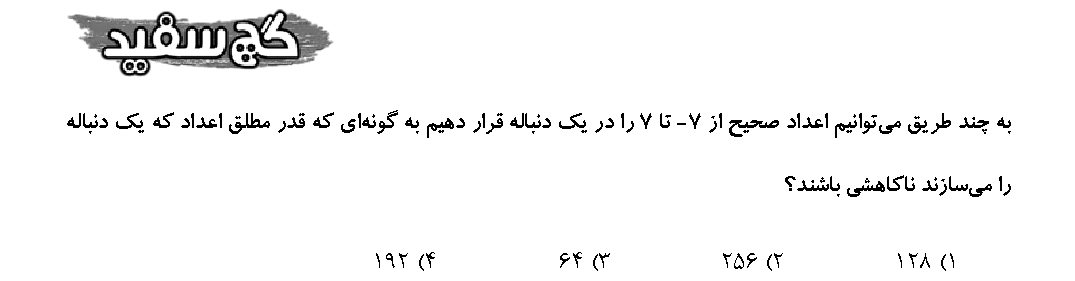 گچ سفید
به چند طریق می‌توانیم اعداد صحیح از ۷- تا ۷ را در یک دنباله قرار دهیم به گونه‌ای که قدر مطلق اعداد که یک دنباله
را می‌سازند ناکاهشی باشند؟
۱) ۱۲۸ ۲) ۲۵۶ ۳) ۶۴ ۴) ۱۹۲